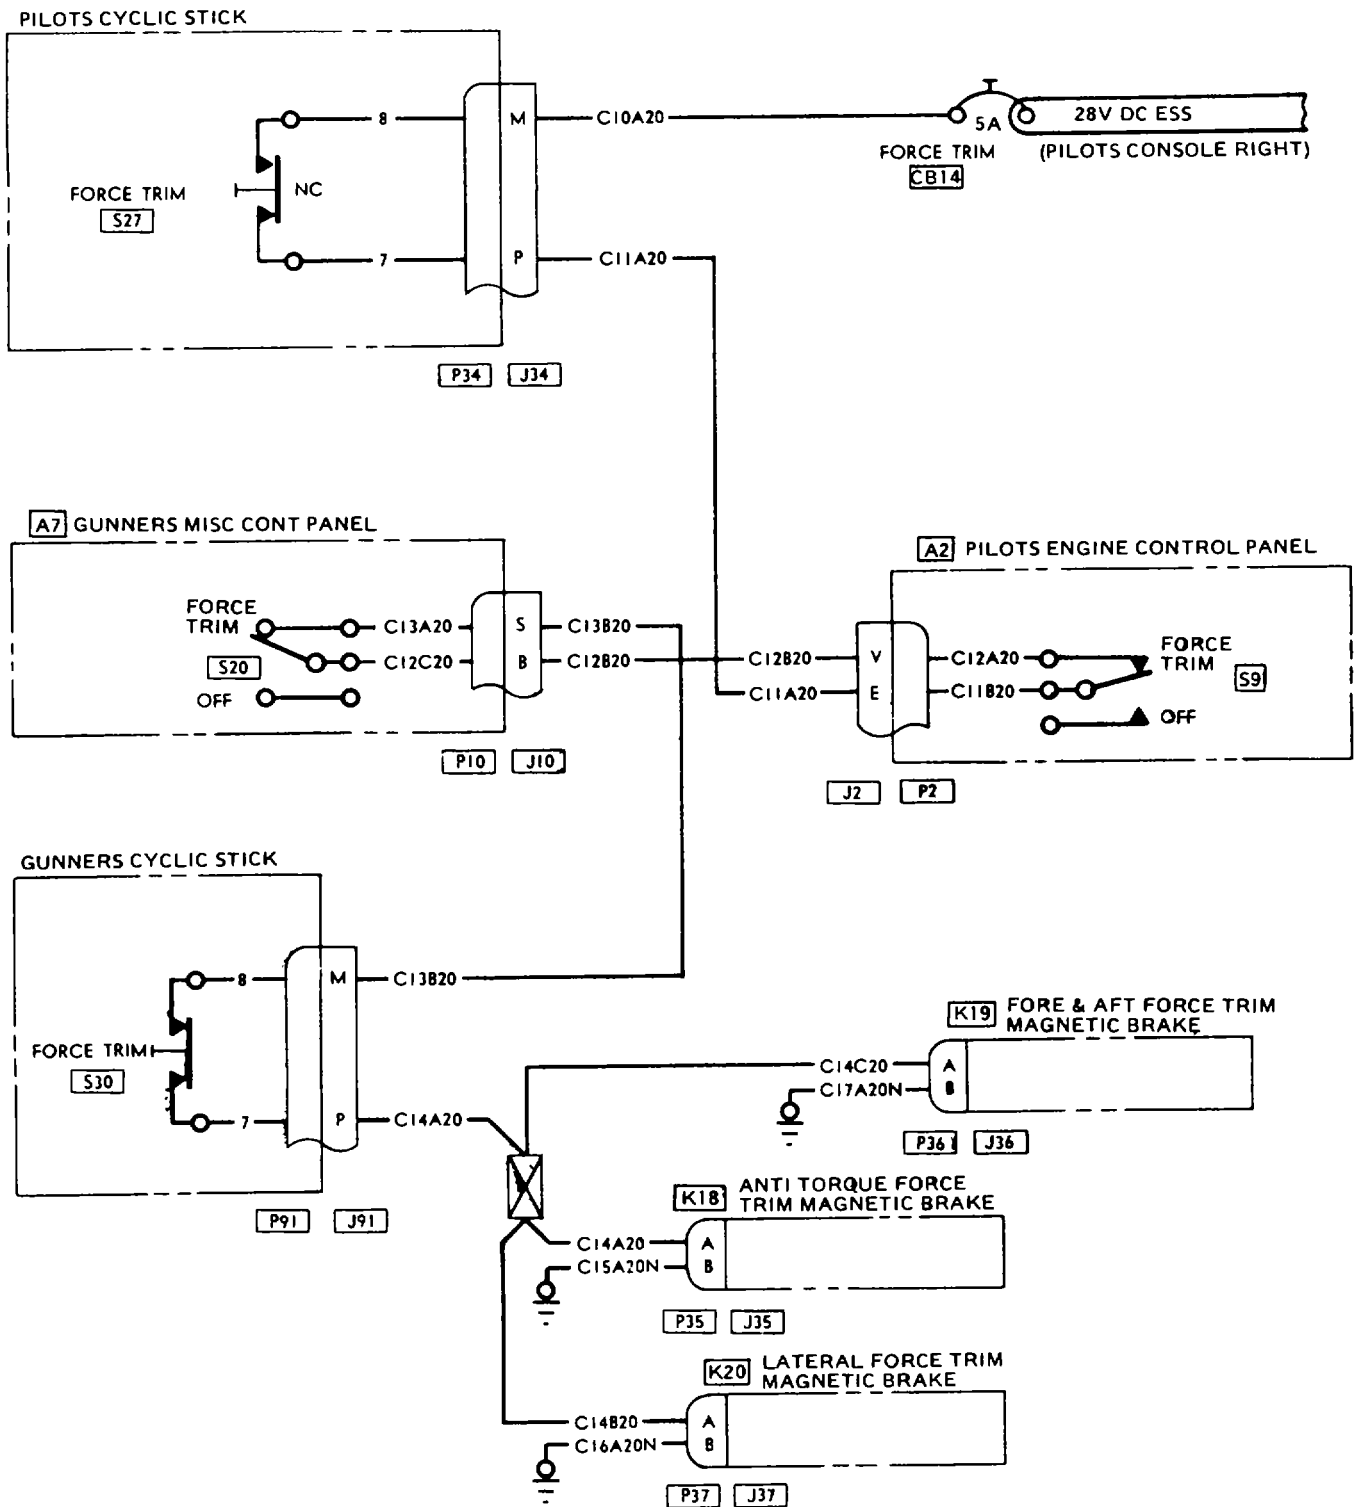 PILOTS CYCLIC STICK
8
M
C10A20
5A
28V DC ESS
FORCE TRIM
CB14
(PILOTS CONSOLE RIGHT)
FORCE TRIM
S27
NC
7
P
C11A20
P34
J34
A7
GUNNERS MISC CONT PANEL
A2
PILOTS ENGINE CONTROL PANEL
FORCE
TRIM
S20
OFF
C13A20
C12C20
S
B
C13B20
C12B20
C12B20
C11A20
V
E
C12A20
C11B20
FORCE
TRIM
S9
OFF
P10
J10
J2
P2
GUNNERS CYCLIC STICK
8
M
C13B20
FORCE TRIM
S30
7
P
C14A20
K19
FORE & AFT FORCE TRIM
MAGNETIC BRAKE
C14C20
A
C17A20N
B
P36
J36
P91
J91
K18
ANTI TORQUE FORCE
TRIM MAGNETIC BRAKE
C14A20
A
C15A20N
B
P35
J35
K20
LATERAL FORCE TRIM
MAGNETIC BRAKE
C14B20
A
C16A20N
B
P37
J37